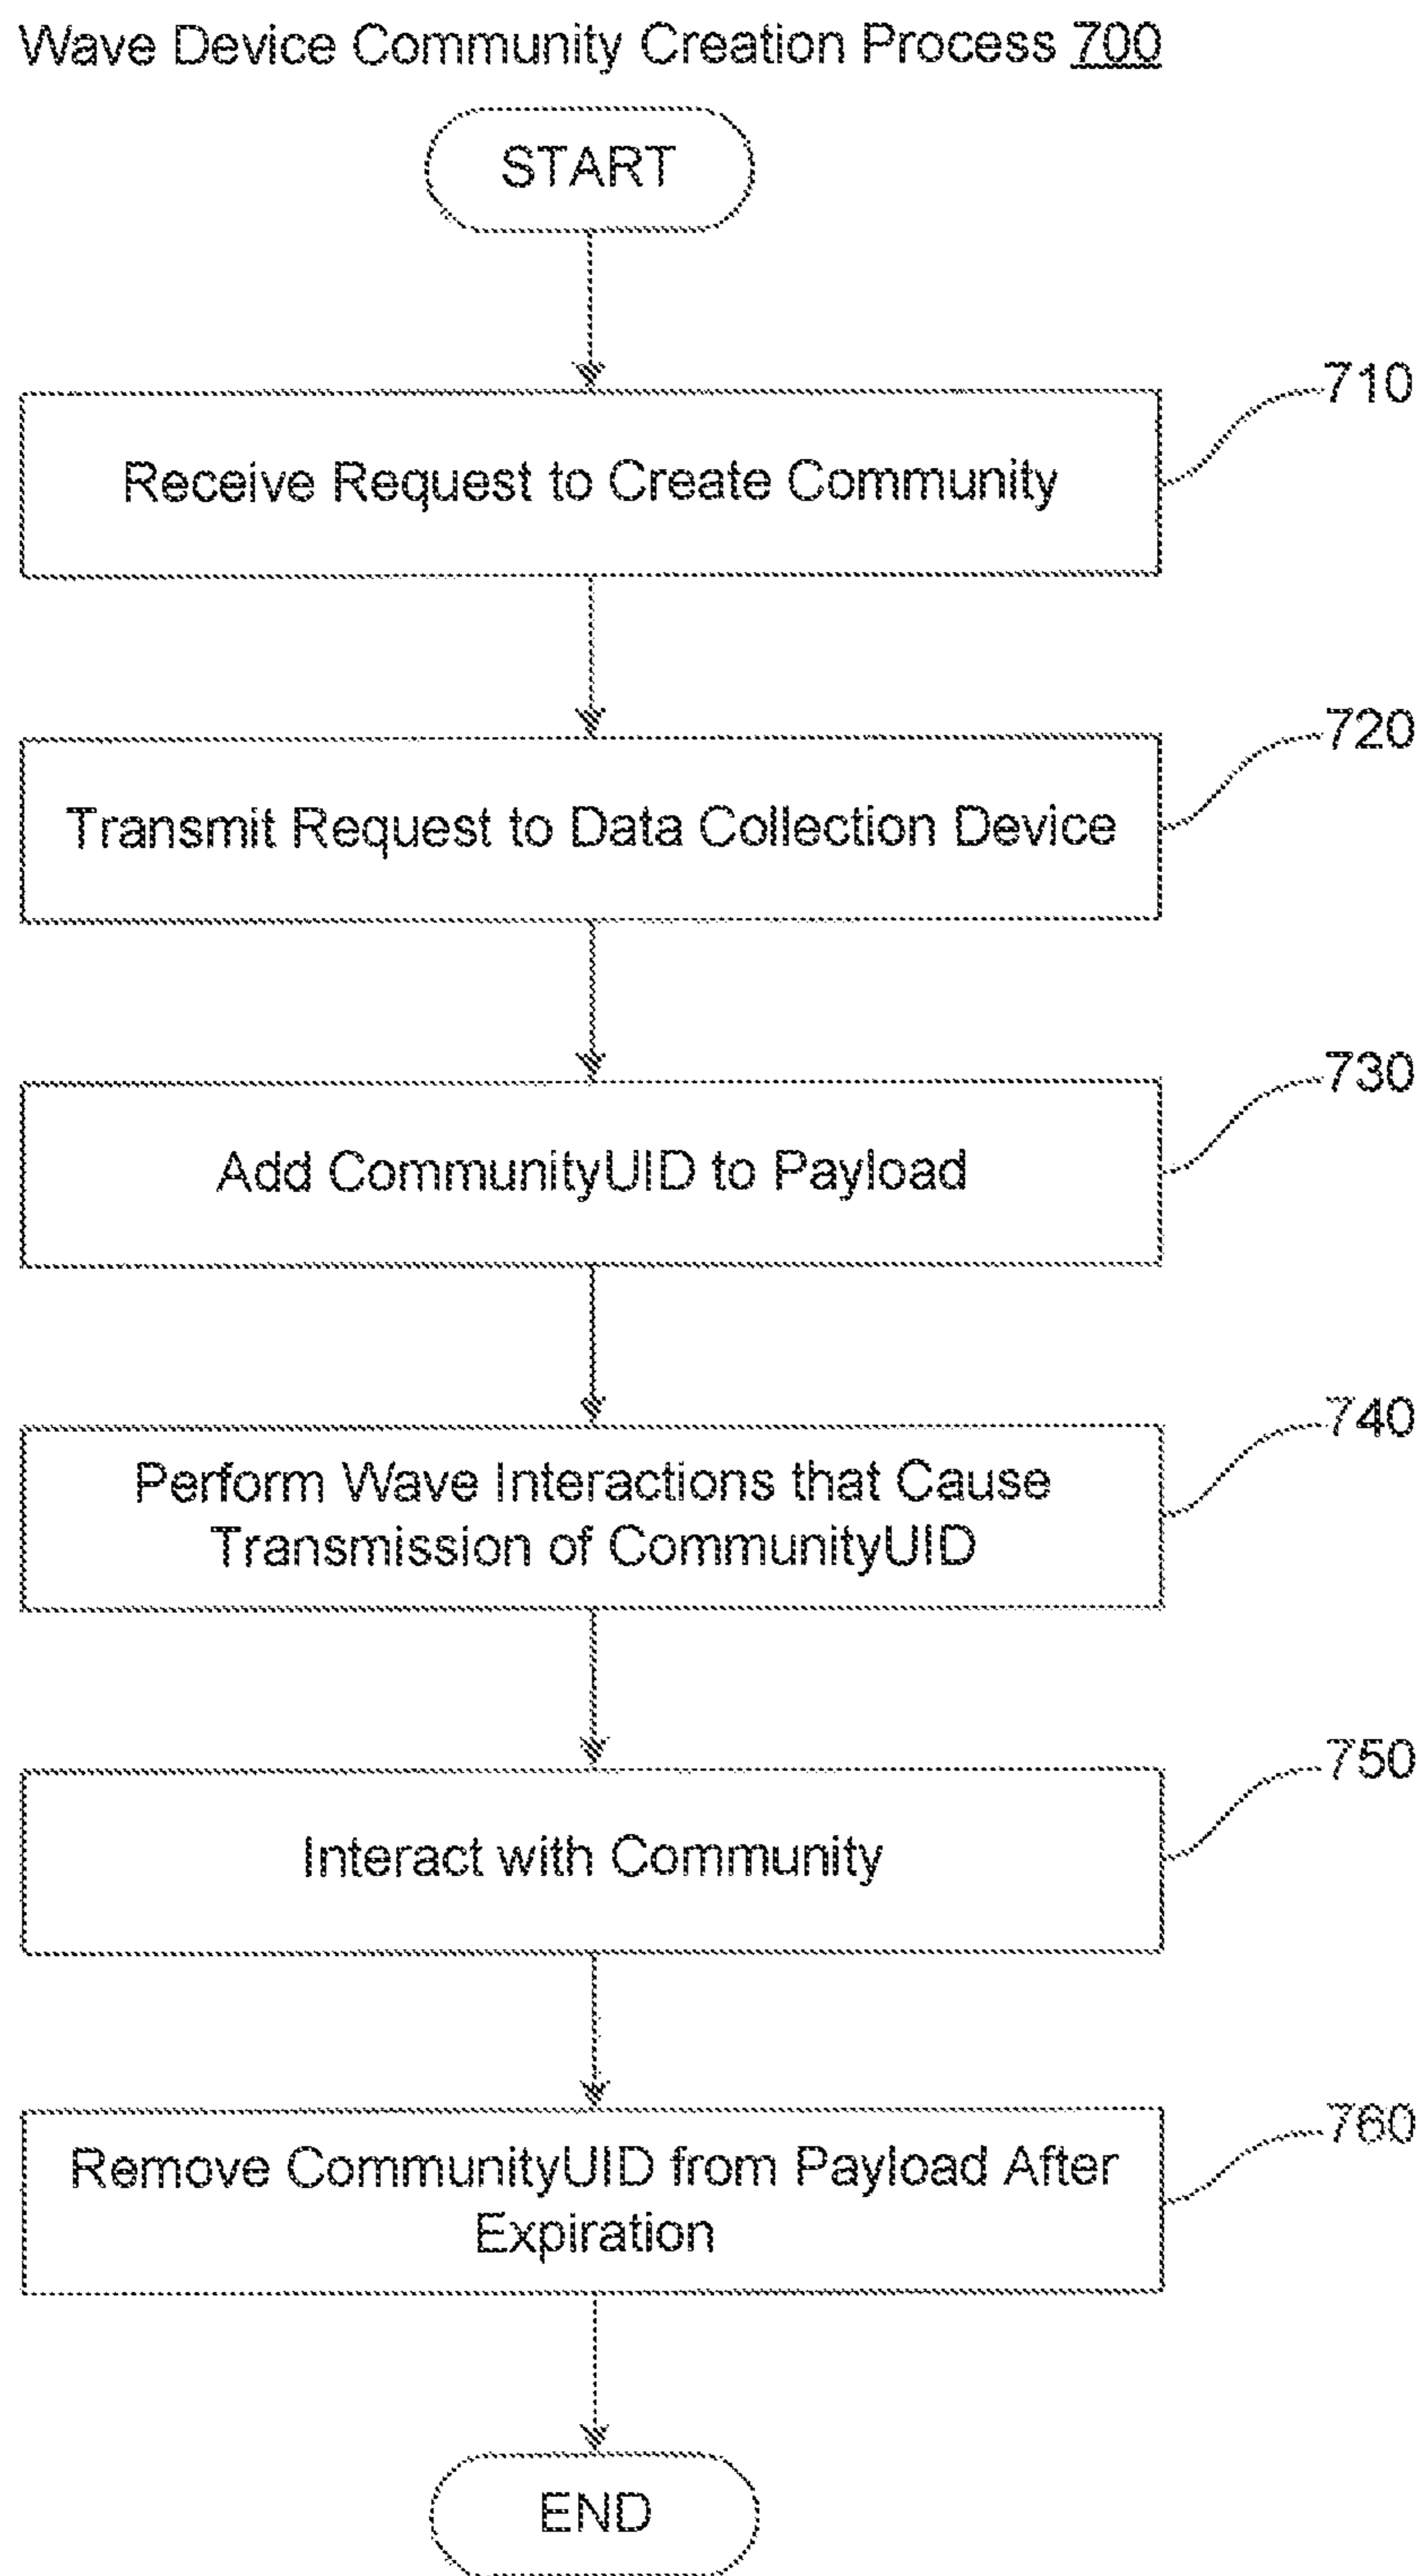 Wave Device Community Creation Process 700
START
710
Receive Request to Create Community
720
Transmit Request to Data Collection Device
730
Add CommunityUID to Payload
740
Perform Wave Interactions that Cause
Transmission of CommunityUID
750
Interact with Community
760
Remove CommunityUID from Payload After
Expiration
END